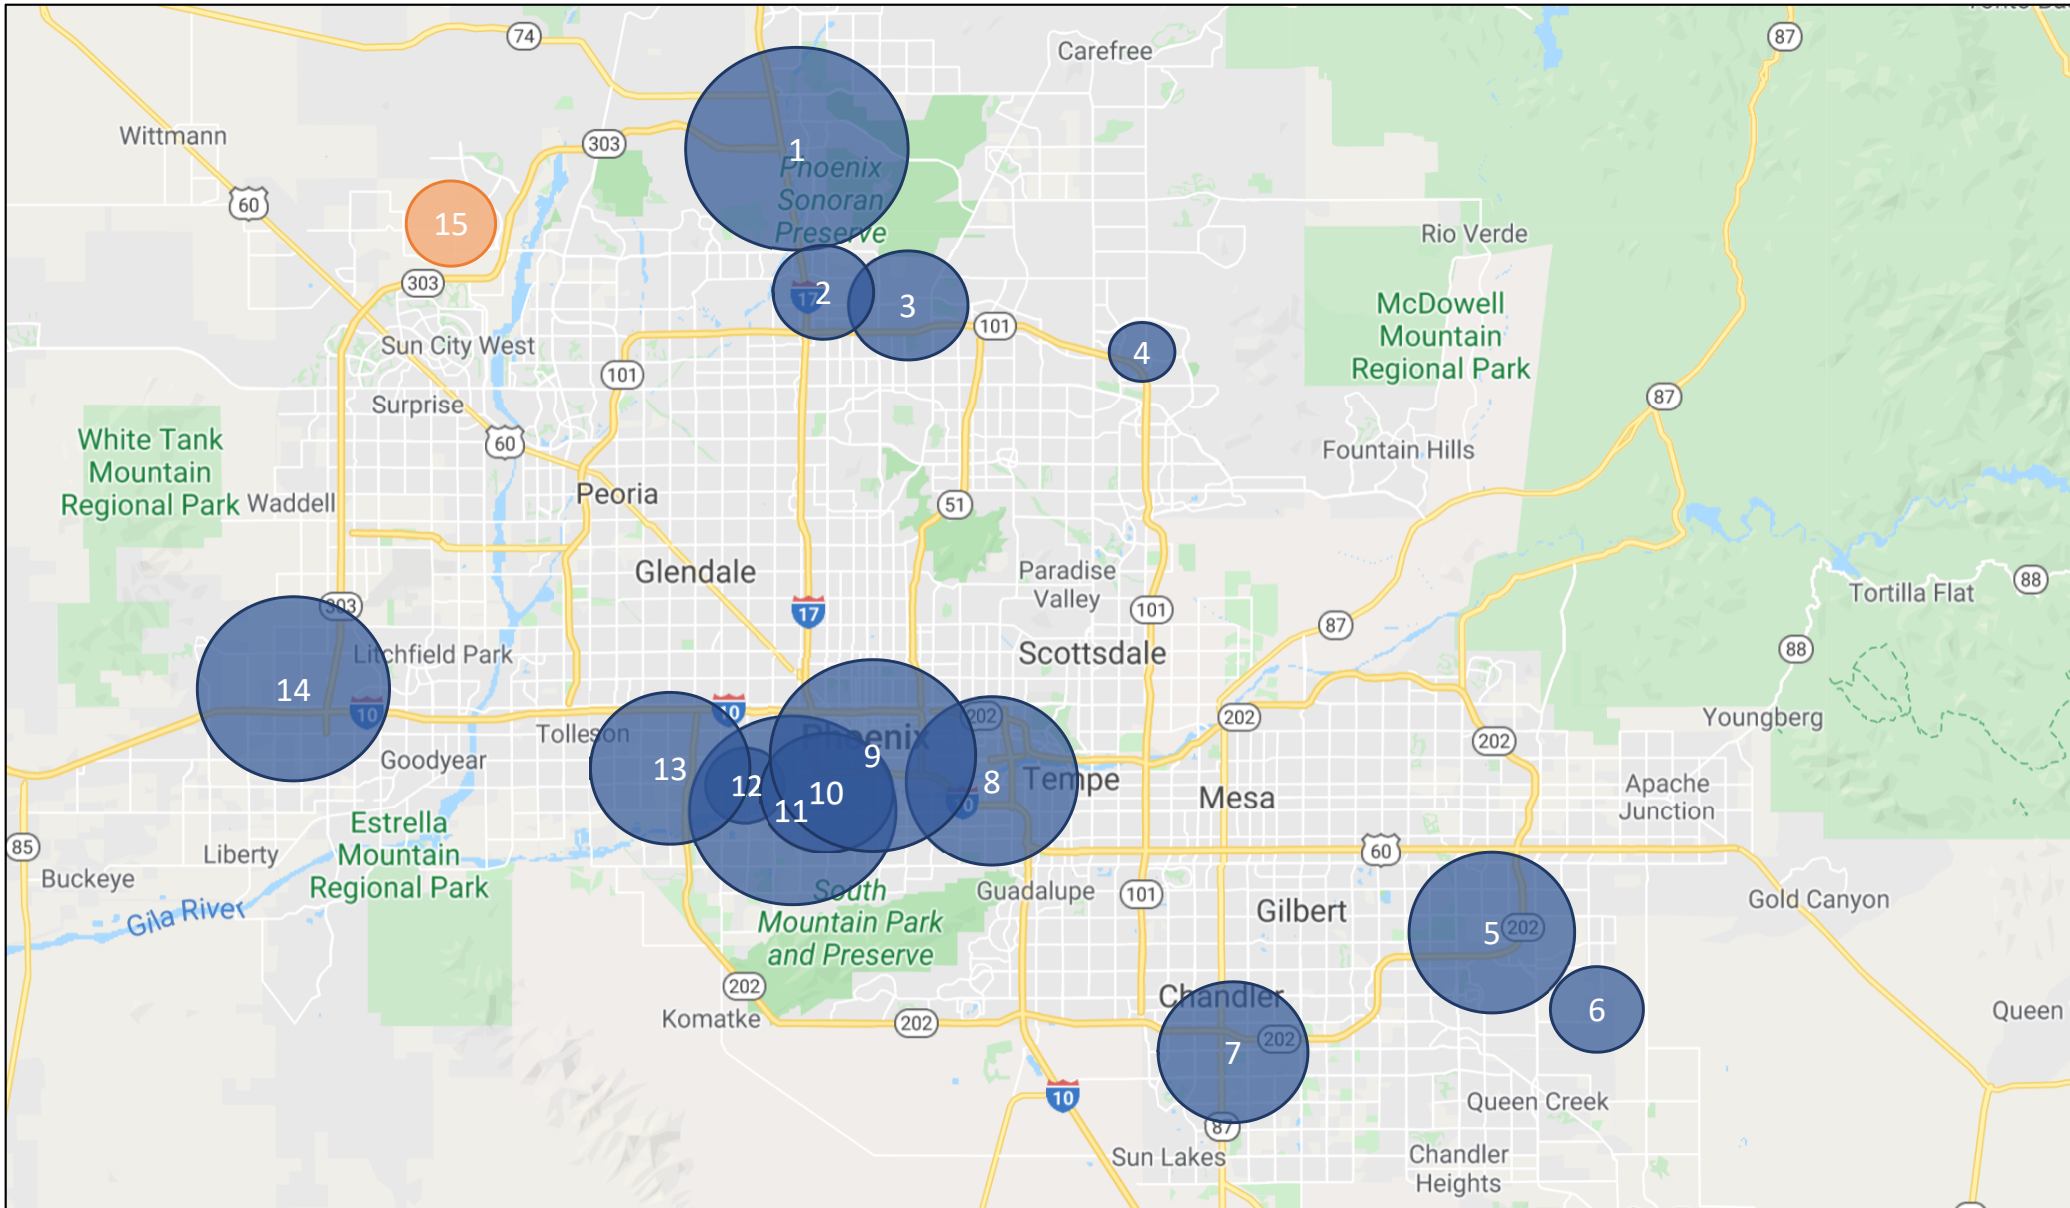 74
87
Carefree
Wittmann
303
1
Phoenix
Sonoran
Preserve
60
15
Rio Verde
303
17
2
3
McDowell
Mountain
Regional Park
101
4
Sun City West
101
Surprise
87
White Tank
Mountain
Regional Park
60
Fountain Hills
Peoria
Waddell
51
Glendale
Paradise
Valley
88
Tortilla Flat
303
17
101
87
Litchfield Park
Scottsdale
88
14
10
10
202
202
Youngberg
Tolleson
Phoenix
9
202
Goodyear
13
12
10
11
8
10
Tempe
Mesa
Apache
Junction
Estrella
Mountain
Regional Park
85
Liberty
60
Buckeye
South
Mountain Park
and Preserve
Guadalupe
101
Gilbert
Gold Canyon
Gila River
5
202
202
Chandler
6
Queen
Komatke
202
7
202
10
Queen Creek
87
Sun Lakes
Chandler
Heights